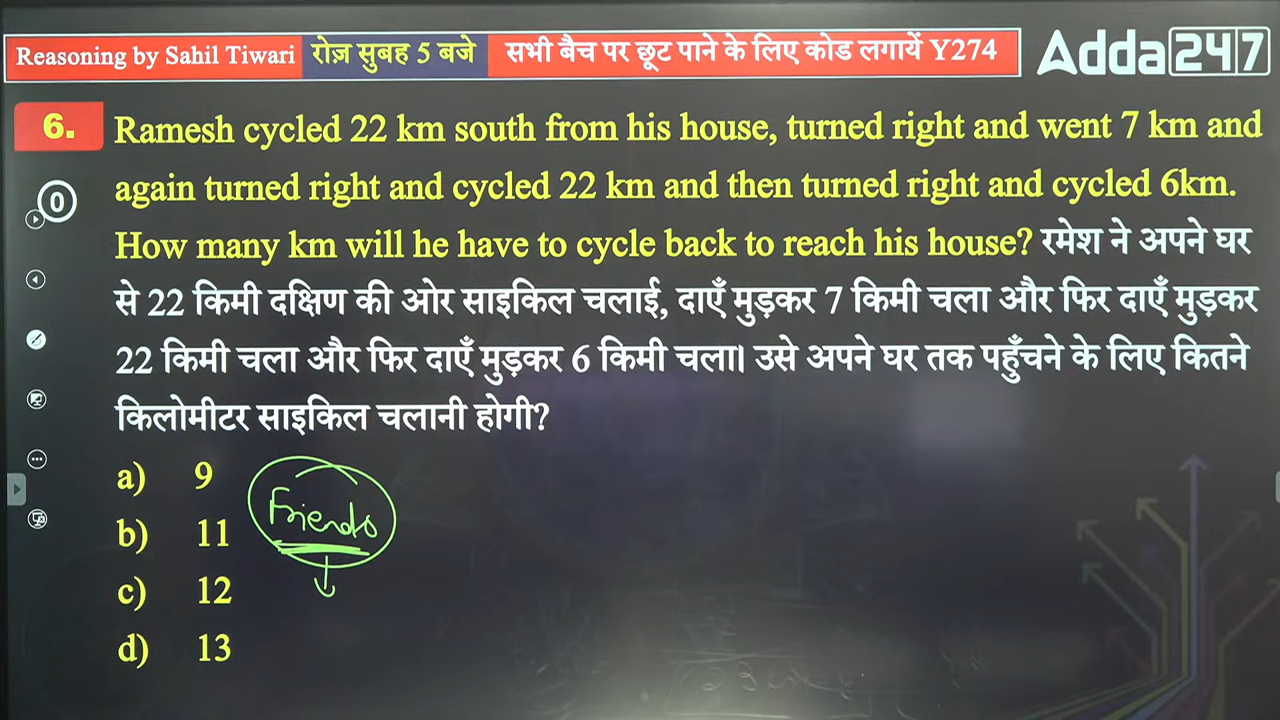 Reasoning by Sahil Tiwari रोज़ सुबह 5 बजे सभी बैच पर छूट पाने के लिए कोड लगायें Y274 Adda247
6. Ramesh cycled 22 km south from his house, turned right and went 7 km and
again turned right and cycled 22 km and then turned right and cycled 6km.
How many km will he have to cycle back to reach his house? रमेश ने अपने घर
से 22 किमी दक्षिण की ओर साइकिल चलाई, दाएँ मुड़कर 7 किमी चला और फिर दाएँ मुड़कर
22 किमी चला और फिर दाएँ मुड़कर 6 किमी चला। उसे अपने घर तक पहुँचने के लिए कितने
किलोमीटर साइकिल चलानी होगी?
0
a) 9
Friends
b) 11
c) 12
d) 13